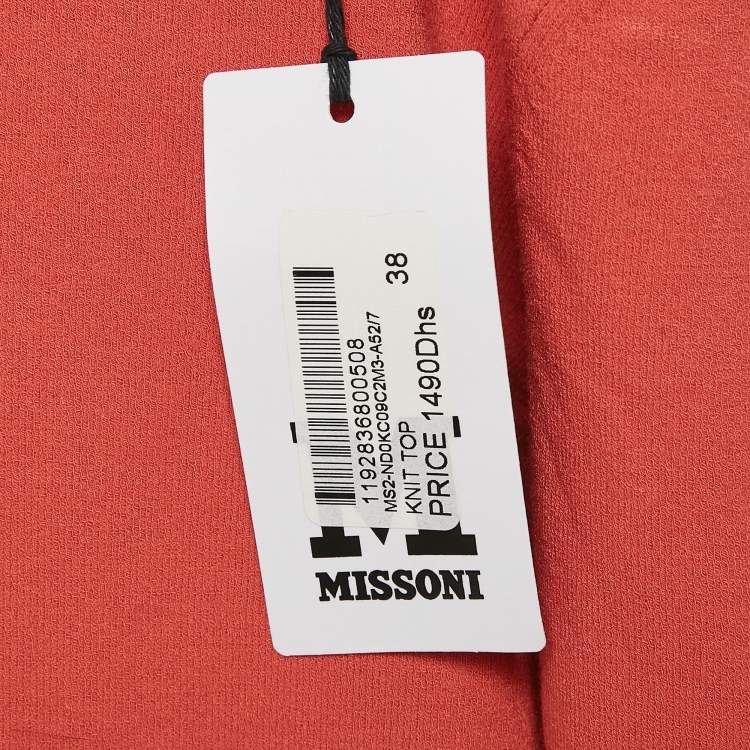 1192836800508
MS2-ND0KC09C2M3-A52/7
KNIT TOP
PRICE 1490Dhs
38
M
MISSONI